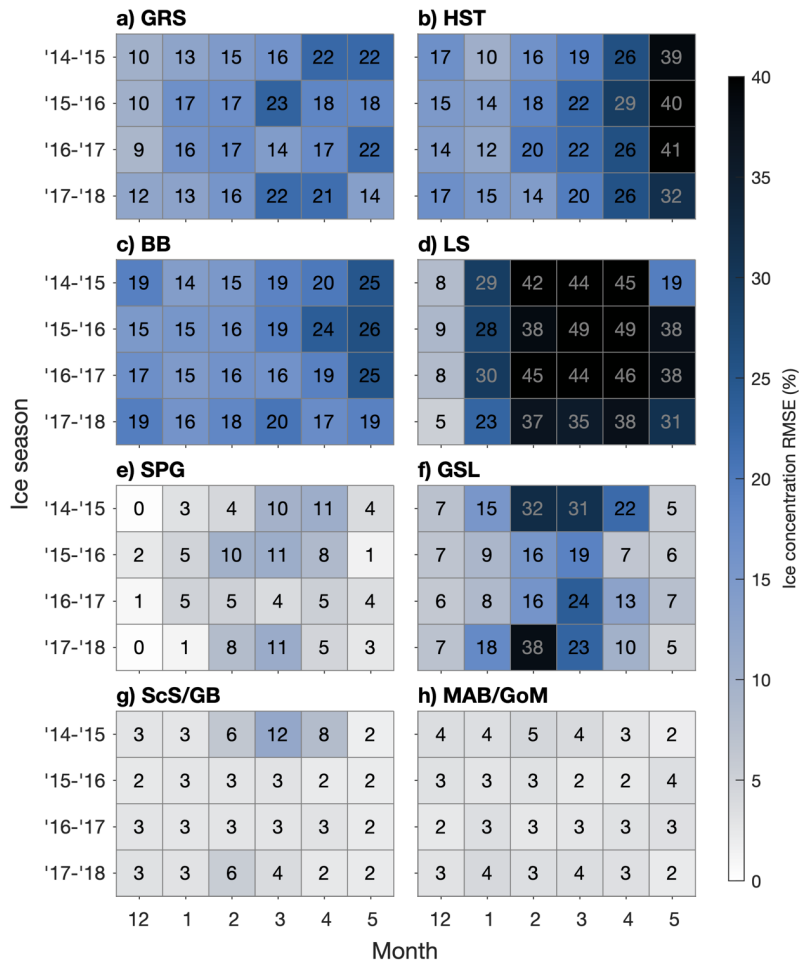 a) GRS
b) HST
'14-'15 10 13 15 16 22 22 17 10 16 19 26 39
'15-'16 10 17 17 23 18 18 15 14 18 22 29 40
'16-'17 9 16 17 14 17 22 14 12 20 22 26 41
'17-'18 12 13 16 22 21 14 17 15 14 20 26 32
c) BB
d) LS
'14-'15 19 14 15 19 20 25 8 29 42 44 45 19
'15-'16 15 15 16 19 24 26 9 28 38 49 49 38
'16-'17 17 15 16 16 19 25 8 30 45 44 46 38
'17-'18 19 16 18 20 17 19 5 23 37 35 38 31
e) SPG
f) GSL
'14-'15 0 3 4 10 11 4 7 15 32 31 22 5
'15-'16 2 5 10 11 8 1 7 9 16 19 7 6
'16-'17 1 5 5 4 5 4 6 8 16 24 13 7
'17-'18 0 1 8 11 5 3 7 18 38 23 10 5
g) ScS/GB
h) MAB/GoM
'14-'15 3 3 6 12 8 2 4 4 5 4 3 2
'15-'16 2 3 3 3 2 2 3 3 3 2 2 4
'16-'17 3 3 3 3 3 2 2 3 3 3 3 3
'17-'18 3 3 6 4 2 2 3 4 3 4 3 2
12 1 2 3 4 5 12 1 2 3 4 5
Month
Ice season
40
35
30
25
20
15
10
5
0
Ice concentration RMSE (%)